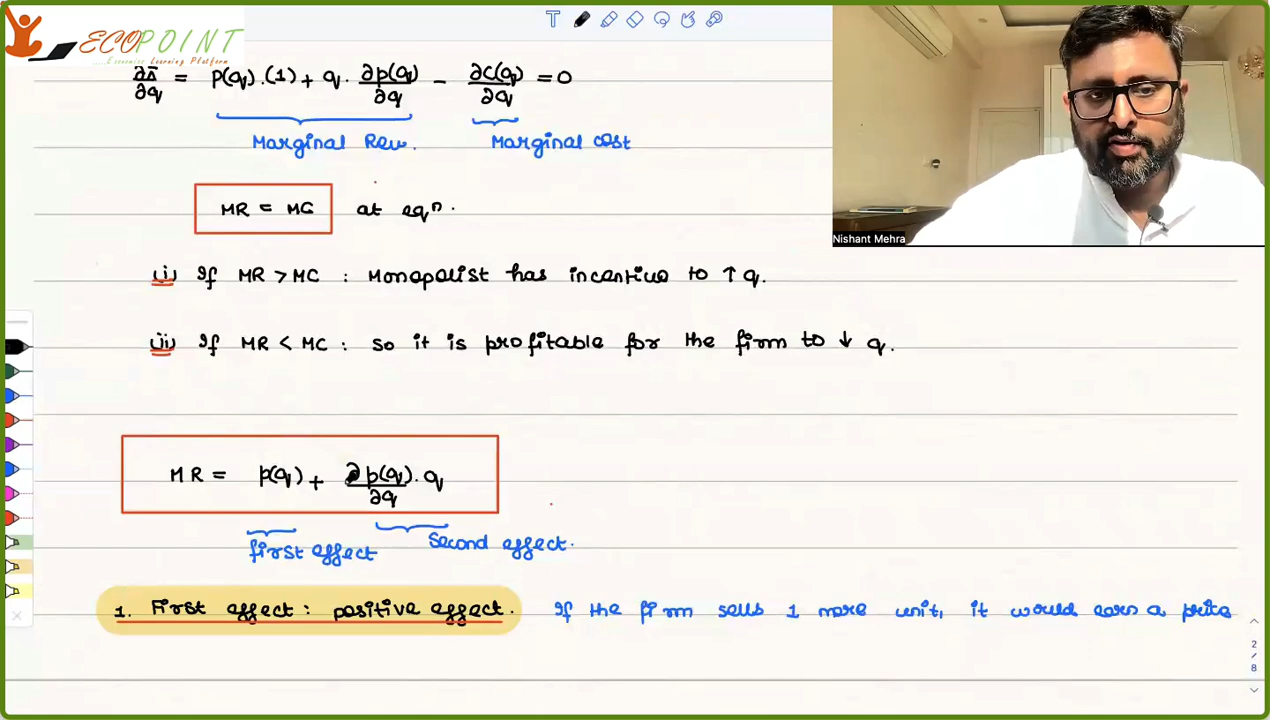 ECOPOINT
...Economics Learning Platform
∂π/∂q = p(q).(1) + q. ∂p(q)/∂q - ∂c(q)/∂q = 0
Marginal Rev. Marginal cost
MR = MC at eqn.
(i) If MR > MC : Monopolist has incentive to ↑ q.
(ii) If MR < MC : so it is profitable for the firm to ↓ q.
MR = p(q) + ∂p(q)/∂q . q
first effect Second effect.
1. First effect : positive effect. If the firm sells 1 more unit, it would earn a price
Nishant Mehra
2
/
8